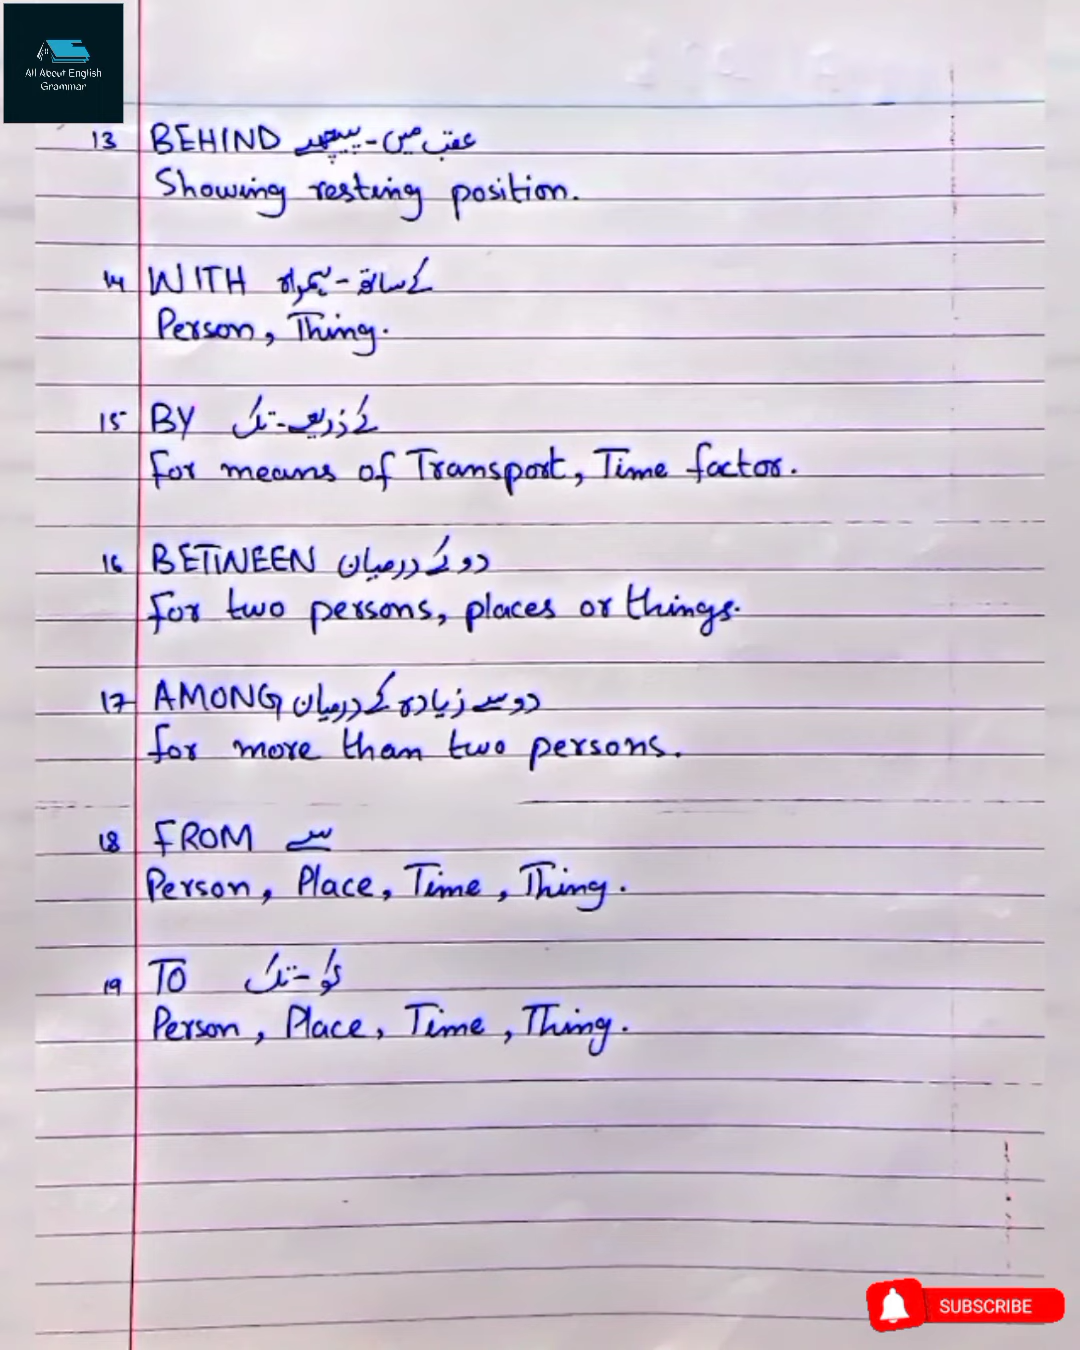 All About English
Grammar
13 BEHIND عقب میں - پیچھے
Showing resting position.
14 WITH کے ساتھ - ہمراہ
Person, Thing.
15 BY کے ذریعے - تک
For means of Transport, Time factor.
16 BETWEEN دو کے درمیان
For two persons, places or things.
17 AMONG دو سے زیادہ کے درمیان
for more than two persons.
18 FROM سے
Person, Place, Time, Thing.
19 TO کو - تک
Person, Place, Time, Thing.
SUBSCRIBE